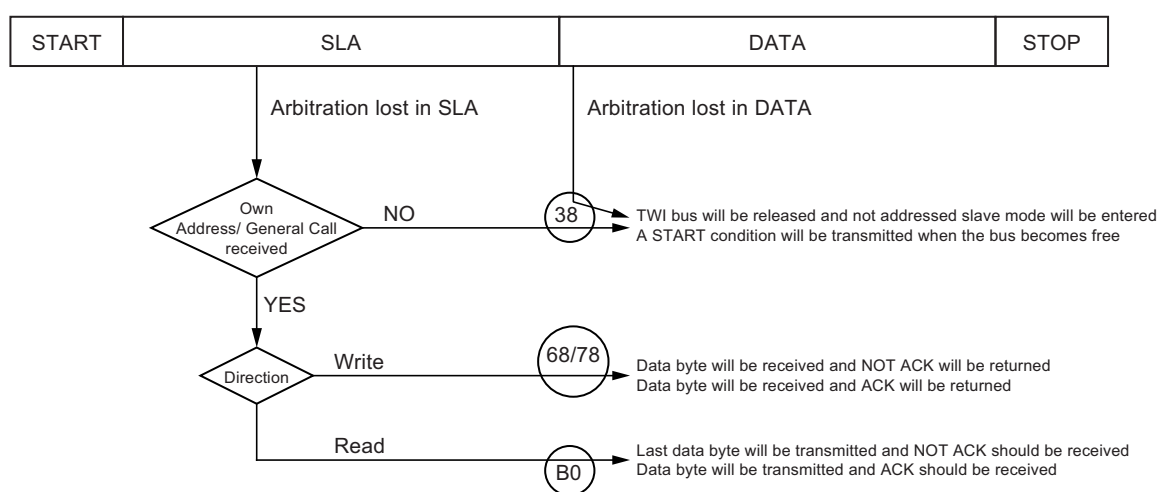 START SLA DATA STOP
Arbitration lost in SLA Arbitration lost in DATA
Own
Address/ General Call
received
NO
38
TWI bus will be released and not addressed slave mode will be entered
A START condition will be transmitted when the bus becomes free
YES
Direction
Write
68/78
Data byte will be received and NOT ACK will be returned
Data byte will be received and ACK will be returned
Read
B0
Last data byte will be transmitted and NOT ACK should be received
Data byte will be transmitted and ACK should be received